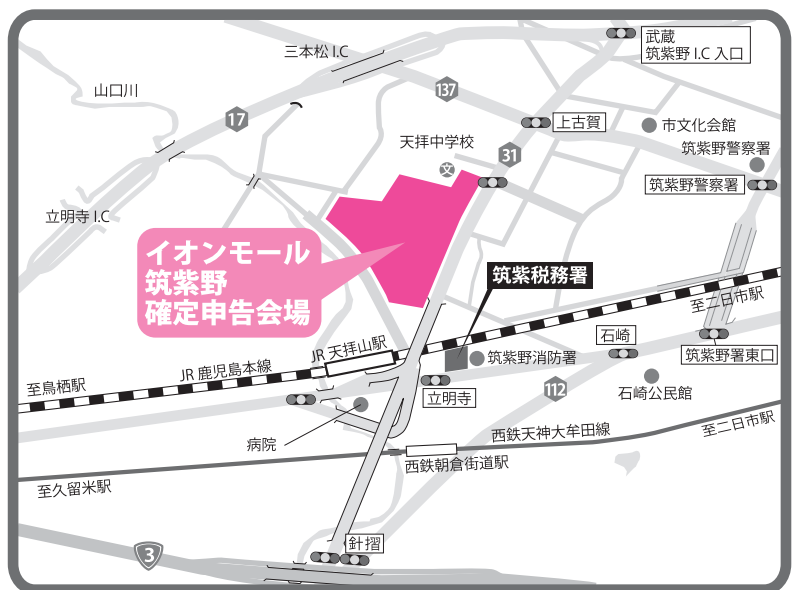 武蔵
筑紫野 I.C 入口
三本松 I.C
山口川
137
17
上古賀
市文化会館
天拝中学校
31
筑紫野警察署
文
筑紫野警察署
立明寺 I.C
イオンモール
筑紫野
確定申告会場
筑紫税務署
至二日市駅
石崎
JR 天拝山駅
筑紫野署東口
筑紫野消防署
JR 鹿児島本線
至鳥栖駅
112
石崎公民館
立明寺
至二日市駅
西鉄天神大牟田線
病院
西鉄朝倉街道駅
至久留米駅
針摺
3